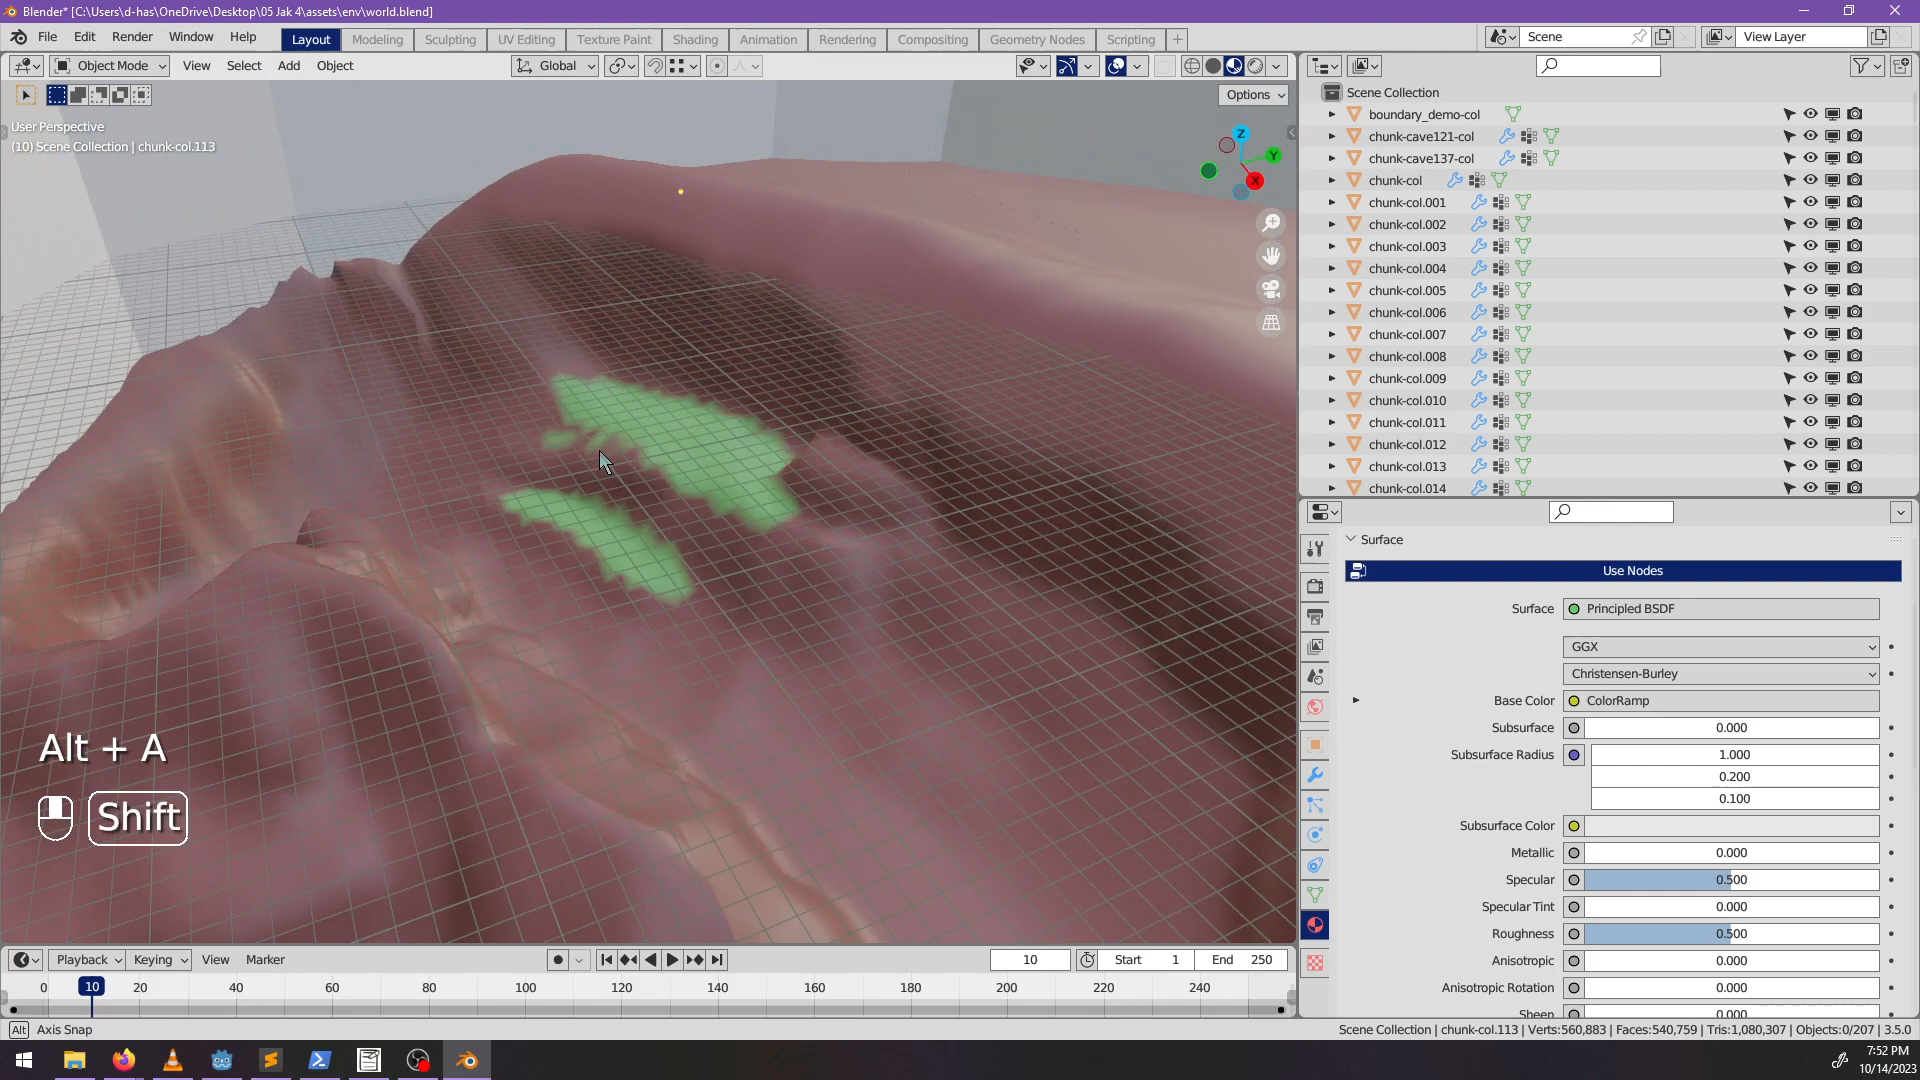 Blender* [C:\Users\d-has\OneDrive\Desktop\05 Jak 4\assets\env\world.blend]
File Edit Render Window Help Layout Modeling Sculpting UV Editing Texture Paint Shading Animation Rendering Compositing Geometry Nodes Scripting + Scene View Layer
Object Mode View Select Add Object Global
Options
User Perspective
(10) Scene Collection | chunk-col.113
Z
Y
X
Scene Collection
boundary_demo-col
chunk-cave121-col
chunk-cave137-col
chunk-col
chunk-col.001
chunk-col.002
chunk-col.003
chunk-col.004
chunk-col.005
chunk-col.006
chunk-col.007
chunk-col.008
chunk-col.009
chunk-col.010
chunk-col.011
chunk-col.012
chunk-col.013
chunk-col.014
Surface
Use Nodes
Surface Principled BSDF
GGX
Christensen-Burley
Base Color ColorRamp
Subsurface 0.000
Subsurface Radius 1.000
0.200
0.100
Subsurface Color
Metallic 0.000
Specular 0.500
Specular Tint 0.000
Roughness 0.500
Anisotropic 0.000
Anisotropic Rotation 0.000
Sheen 0.000
Alt + A
Shift
Playback Keying View Marker 10 Start 1 End 250
0 10 20 40 60 80 100 120 140 160 180 200 220 240
Alt Axis Snap
Scene Collection | chunk-col.113 | Verts:560,883 | Faces:540,759 | Tris:1,080,307 | Objects:0/207 | 3.5.0
7:52 PM
10/14/2023